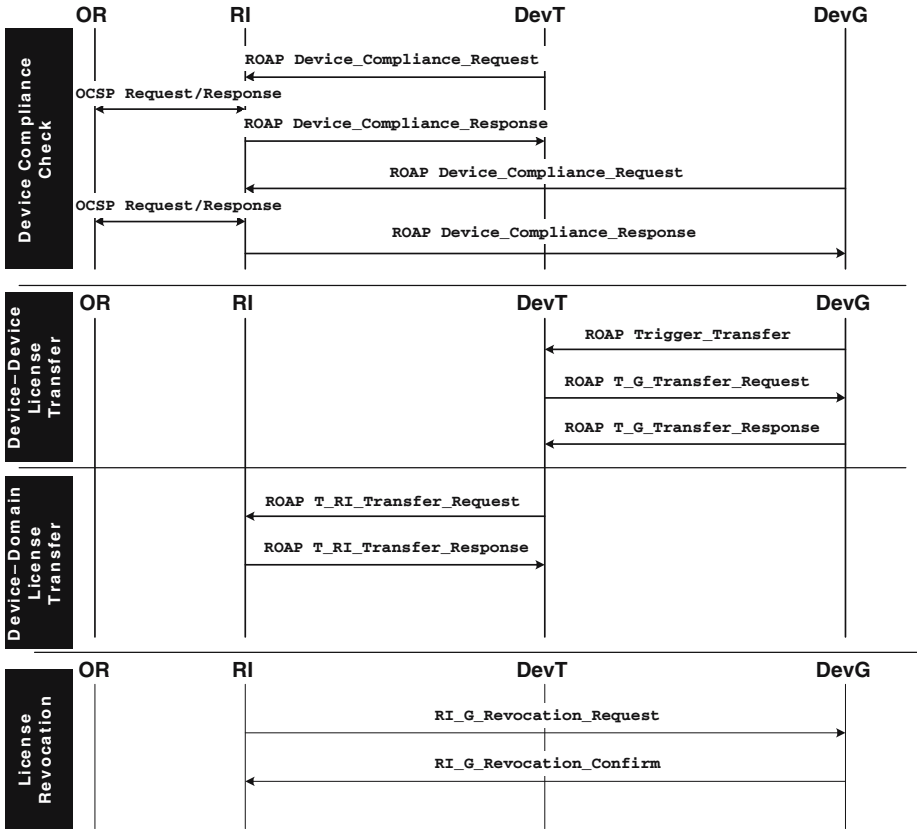 OR RI DevT DevG
Device Compliance
Check
ROAP Device_Compliance_Request
OCSP Request/Response
ROAP Device_Compliance_Response
ROAP Device_Compliance_Request
OCSP Request/Response
ROAP Device_Compliance_Response
OR RI DevT DevG
Device–Device
License
Transfer
ROAP Trigger_Transfer
ROAP T_G_Transfer_Request
ROAP T_G_Transfer_Response
Device–Domain
License
Transfer
ROAP T_RI_Transfer_Request
ROAP T_RI_Transfer_Response
OR RI DevT DevG
License
Revocation
RI_G_Revocation_Request
RI_G_Revocation_Confirm